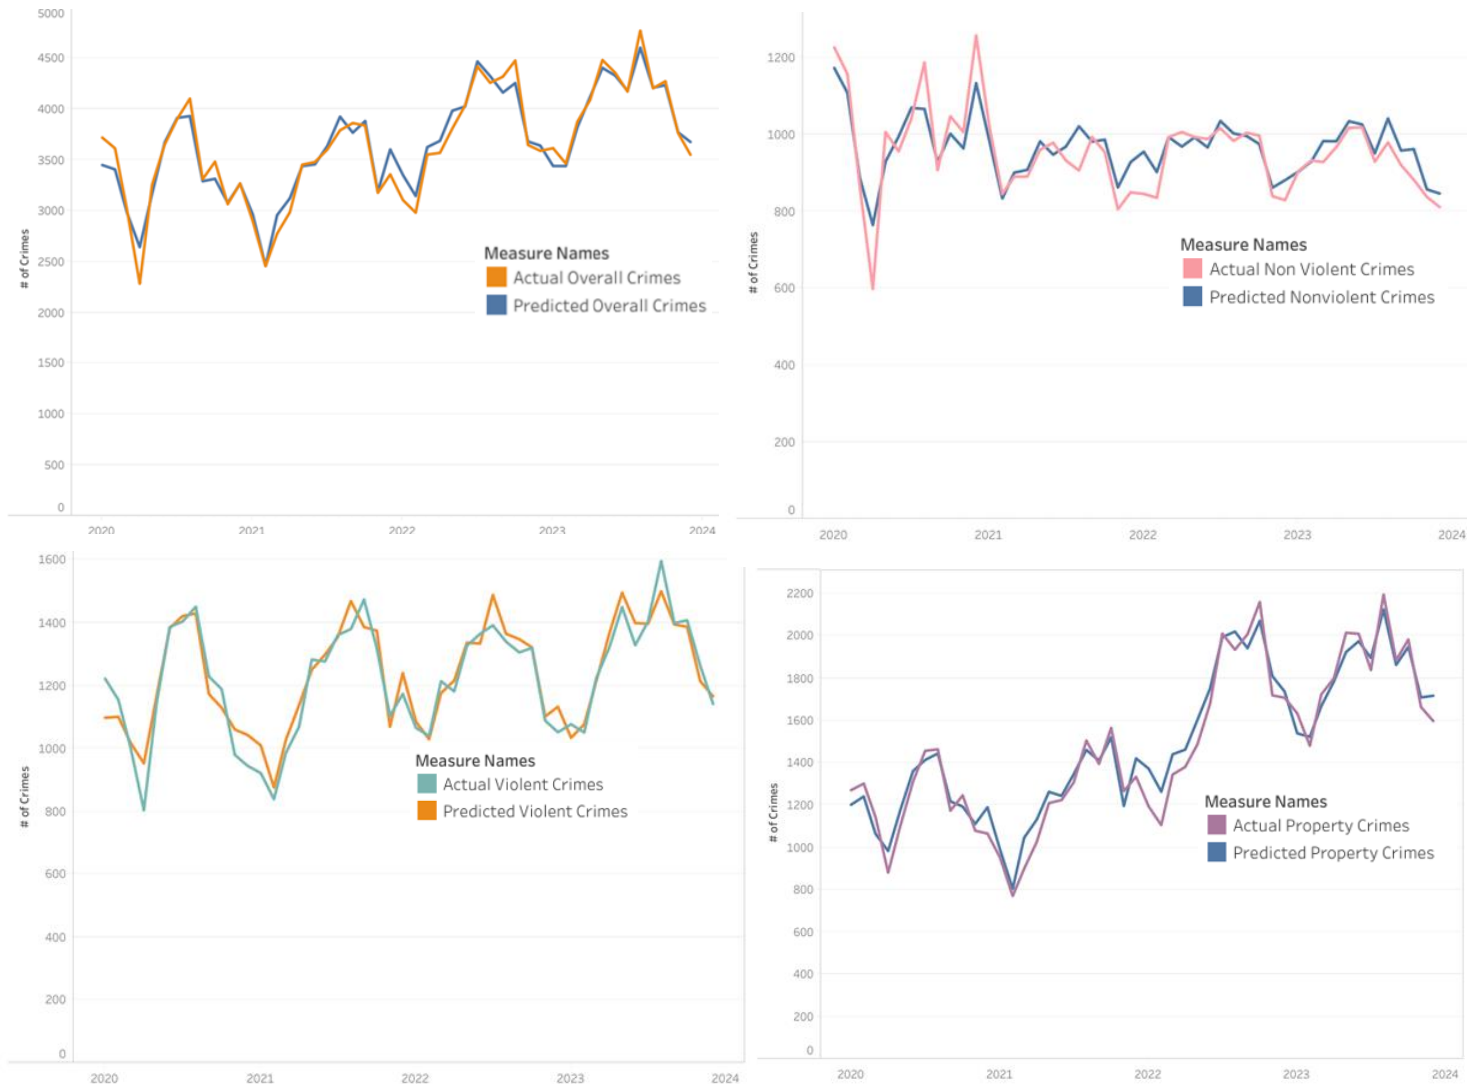 5000
4500
4000
3500
3000
2500
2000
1500
1000
500
0
# of Crimes
Measure Names
Actual Overall Crimes
Predicted Overall Crimes
2020 2021 2022 2023 2024
1200
1000
800
600
400
200
0
# of Crimes
Measure Names
Actual Non Violent Crimes
Predicted Nonviolent Crimes
2020 2021 2022 2023 2024
1600
1400
1200
1000
800
600
400
200
0
# of Crimes
Measure Names
Actual Violent Crimes
Predicted Violent Crimes
2020 2021 2022 2023 2024
2200
2000
1800
1600
1400
1200
1000
800
600
400
200
0
# of Crimes
Measure Names
Actual Property Crimes
Predicted Property Crimes
2020 2021 2022 2023 2024